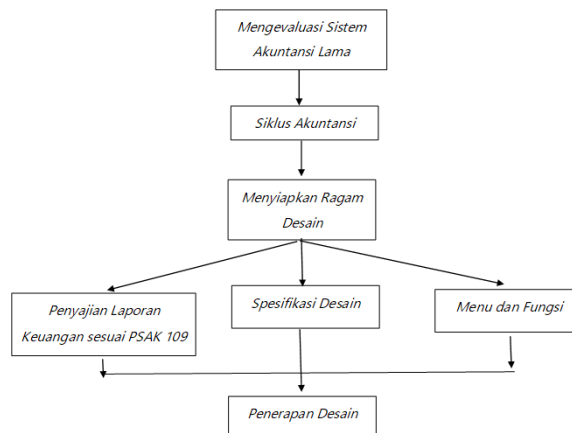 Mengevaluasi Sistem
Akuntansi Lama
Siklus Akuntansi
Menyiapkan Ragam
Desain
Penyajian Laporan
Keuangan sesuai PSAK 109
Spesifikasi Desain
Menu dan Fungsi
Penerapan Desain